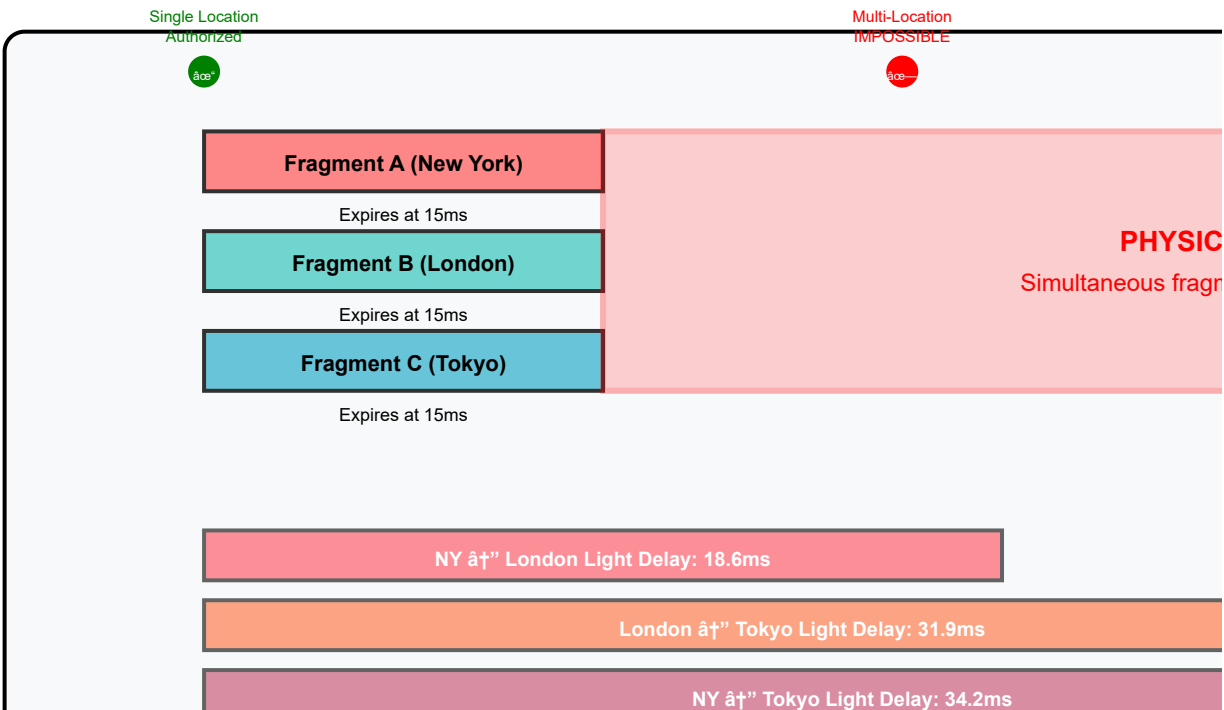 Single Location
Authorized
Multi-Location
IMPOSSIBLE
âœ“
âœ—
Fragment A (New York)
Expires at 15ms
PHYSIC
Simultaneous fragm
Fragment B (London)
Expires at 15ms
Fragment C (Tokyo)
Expires at 15ms
NY â†” London Light Delay: 18.6ms
London â†” Tokyo Light Delay: 31.9ms
NY â†” Tokyo Light Delay: 34.2ms